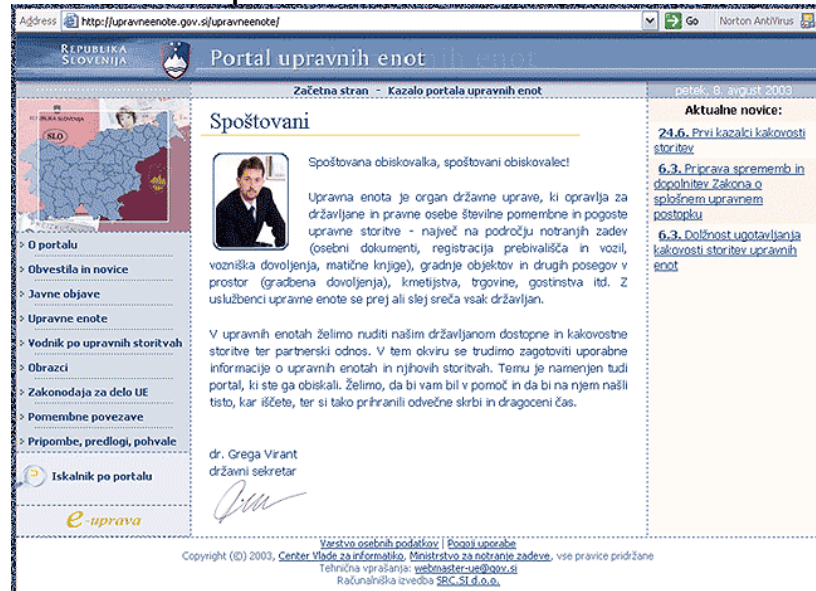 Address http://upravneenote.gov.si/upravneenote/ Go Norton AntiVirus
REPUBLIKA
SLOVENIJA
Portal upravnih enot
Začetna stran - Kazalo portala upravnih enot
petek, 8. avgust 2003
REPUBLIKA SLOVENIJA
SLO
> O portalu
> Obvestila in novice
> Javne objave
> Upravne enote
> Vodnik po upravnih storitvah
> Obrazci
> Zakonodaja za delo UE
> Pomembne povezave
> Pripombe, predlogi, pohvale
Iskalnik po portalu
e-uprava
Spoštovani
Spoštovana obiskovalka, spoštovani obiskovalec!
Upravna enota je organ državne uprave, ki opravlja za
državljane in pravne osebe številne pomembne in pogoste
upravne storitve - največ na področju notranjih zadev
(osebni dokumenti, registracija prebivališča in vozil,
vozniška dovoljenja, matične knjige), gradnje objektov in drugih posegov v
prostor (gradbena dovoljenja), kmetijstva, trgovine, gostinstva itd. Z
uslužbenci upravne enote se prej ali slej sreča vsak državljan.
V upravnih enotah želimo nuditi našim državljanom dostopne in kakovostne
storitve ter partnerski odnos. V tem okviru se trudimo zagotoviti uporabne
informacije o upravnih enotah in njihovih storitvah. Temu je namenjen tudi
portal, ki ste ga obiskali. Želimo, da bi vam bil v pomoč in da bi na njem našli
tisto, kar iščete, ter si tako prihranili odvečne skrbi in dragoceni čas.
dr. Grega Virant
državni sekretar
Aktualne novice:
24.6. Prvi kazalci kakovosti
storitev
6.3. Priprava sprememb in
dopolnitev Zakona o
splošnem upravnem
postopku
6.3. Dolžnost ugotavljanja
kakovosti storitev upravnih
enot
Varstvo osebnih podatkov | Pogoji uporabe
Copyright (©) 2003, Center Vlade za informatiko, Ministrstvo za notranje zadeve, vse pravice pridržane
Tehnična vprašanja: webmaster-ue@gov.si
Računalniška izvedba SRC.SI d.o.o.